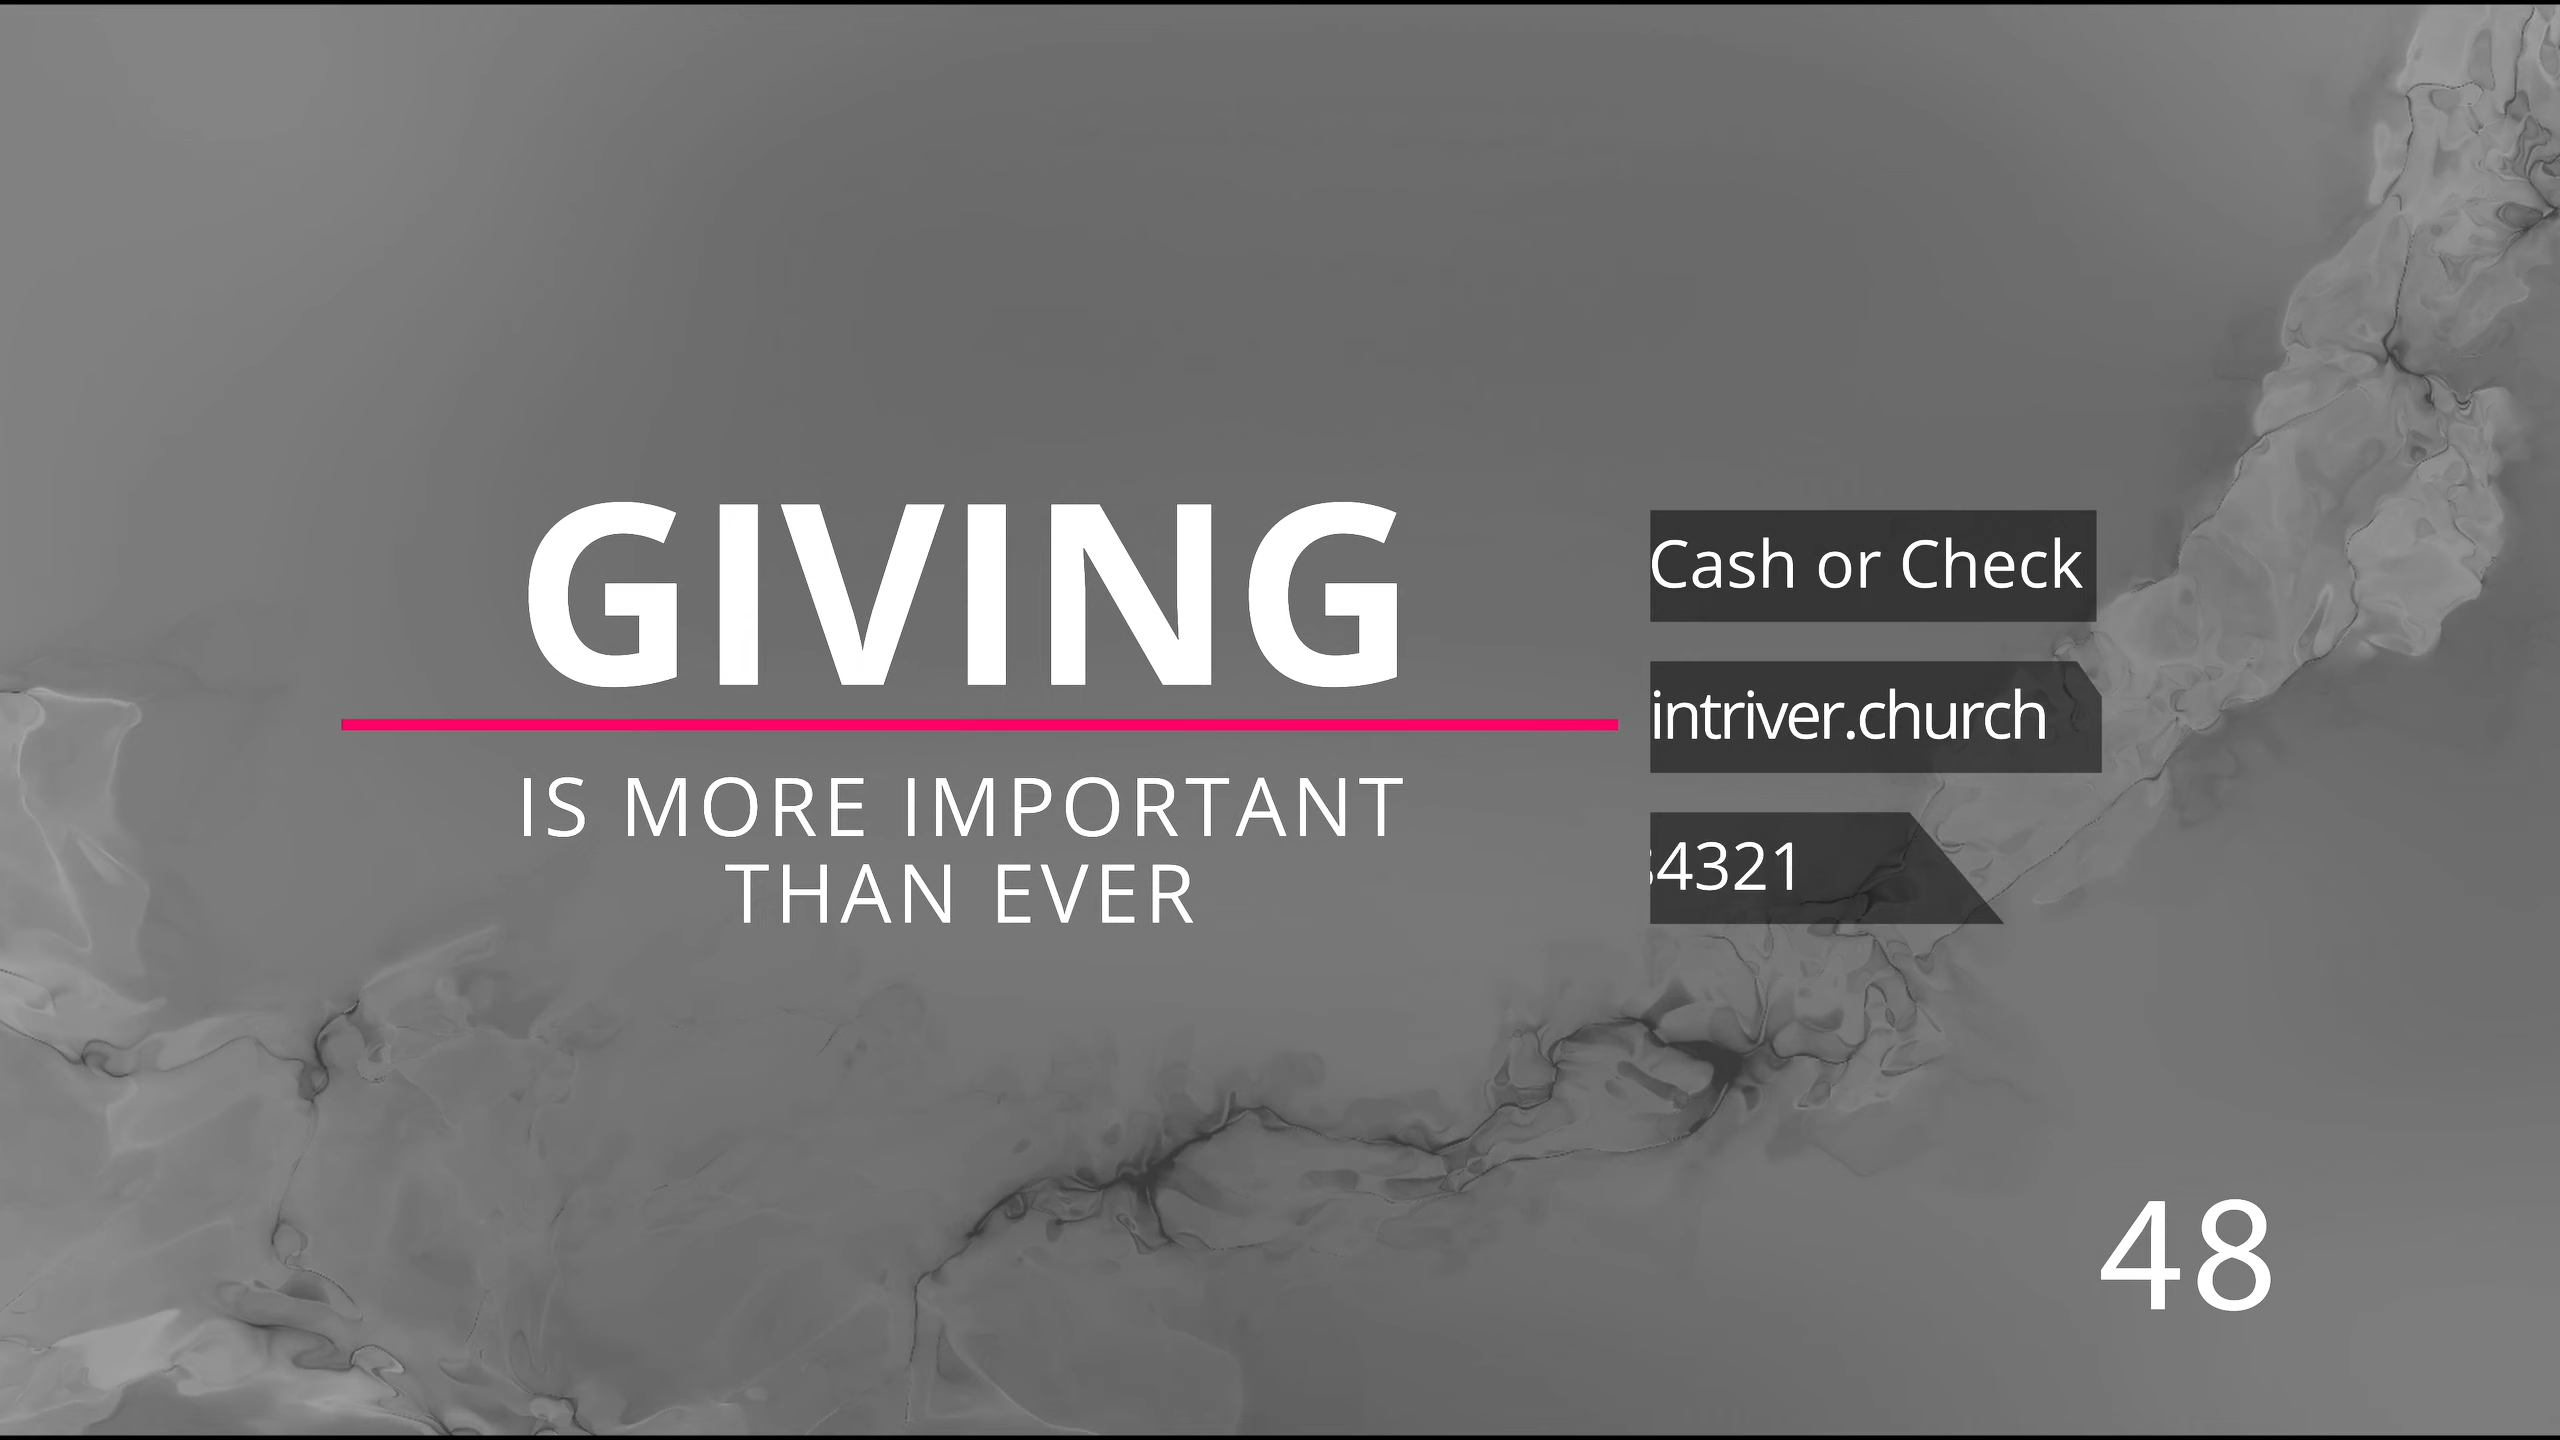 GIVING
IS MORE IMPORTANT
THAN EVER
Cash or Check
intriver.church
4321
48